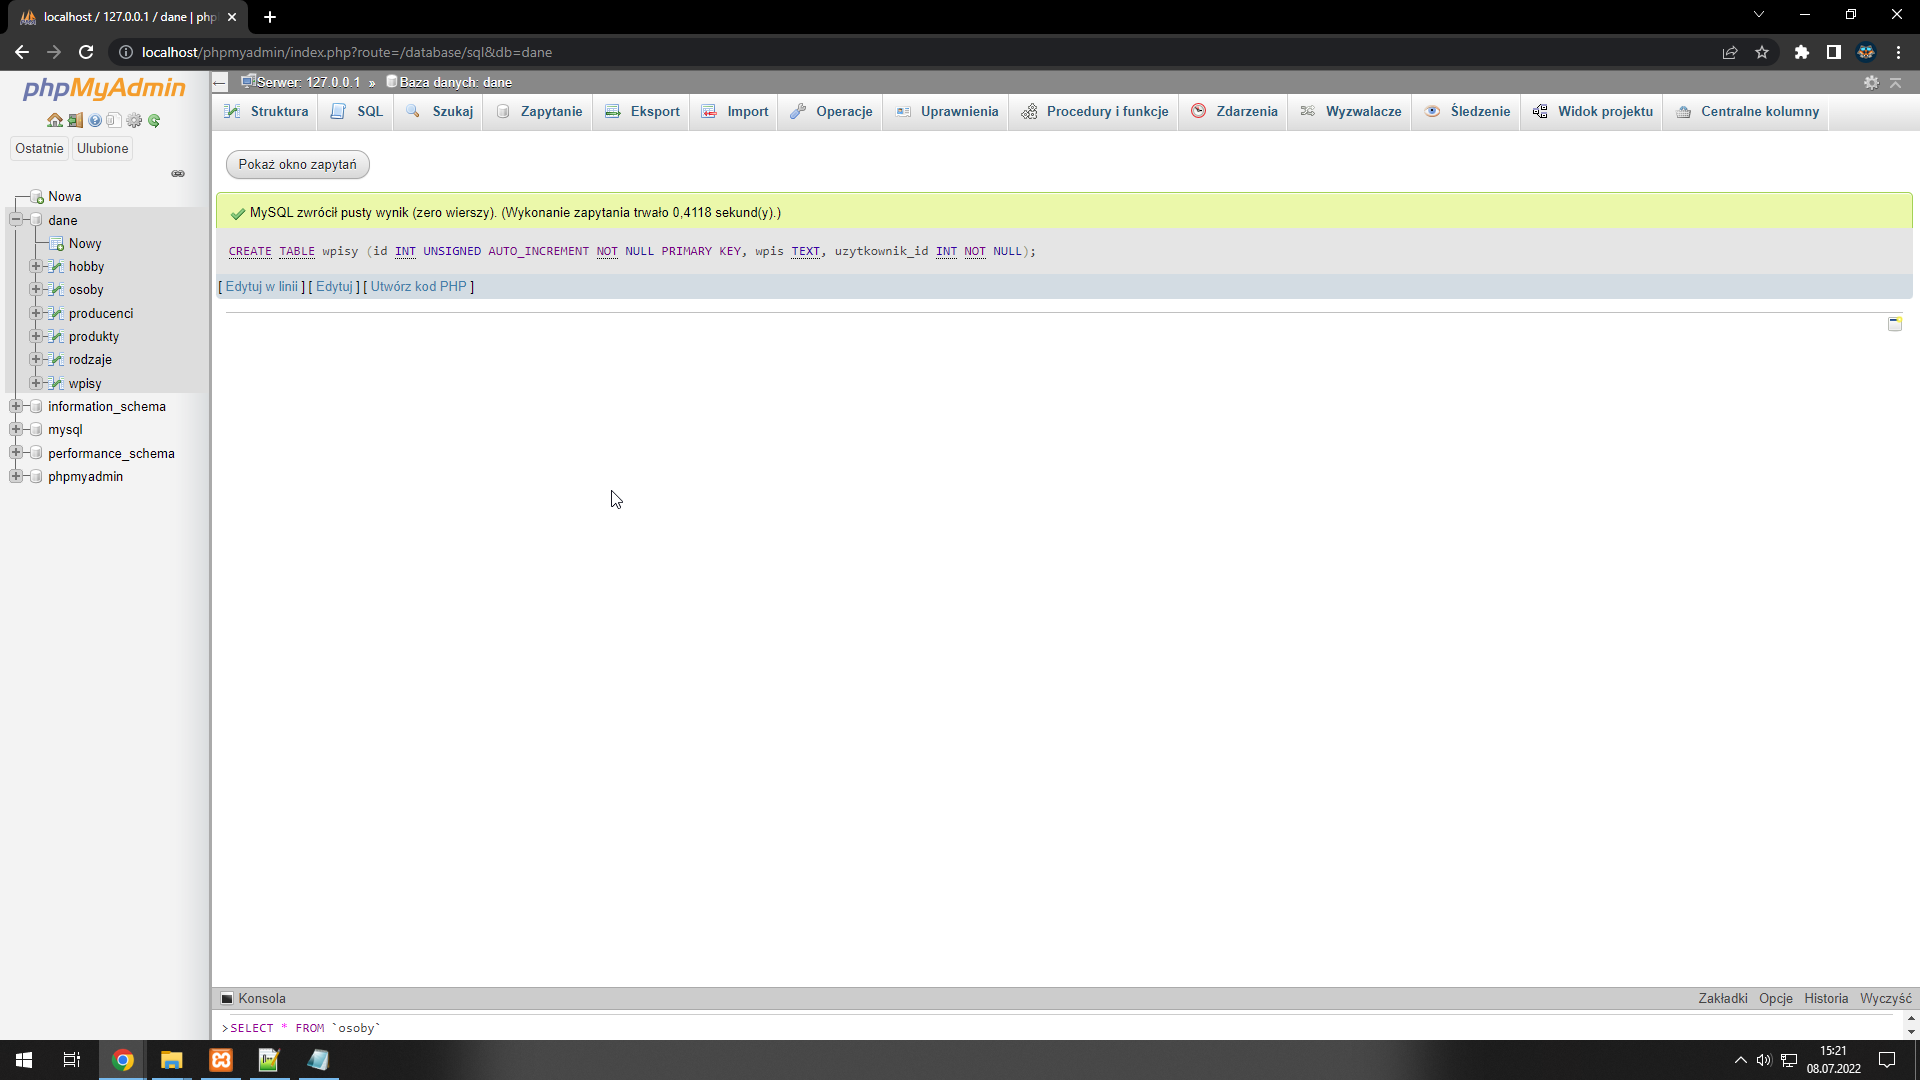 localhost / 127.0.0.1 / dane | php
localhost/phpmyadmin/index.php?route=/database/sql&db=dane
phpMyAdmin
Ostatnie Ulubione
Nowa
dane
Nowy
hobby
osoby
producenci
produkty
rodzaje
wpisy
information_schema
mysql
performance_schema
phpmyadmin
Serwer: 127.0.0.1 » Baza danych: dane
Struktura SQL Szukaj Zapytanie Eksport Import Operacje Uprawnienia Procedury i funkcje Zdarzenia Wyzwalacze Śledzenie Widok projektu Centralne kolumny
Pokaż okno zapytań
MySQL zwrócił pusty wynik (zero wierszy). (Wykonanie zapytania trwało 0,4118 sekund(y).)
CREATE TABLE wpisy (id INT UNSIGNED AUTO_INCREMENT NOT NULL PRIMARY KEY, wpis TEXT, uzytkownik_id INT NOT NULL);
[ Edytuj w linii ] [ Edytuj ] [ Utwórz kod PHP ]
Konsola Zakładki Opcje Historia Wyczyść
>SELECT * FROM `osoby`
15:21
08.07.2022